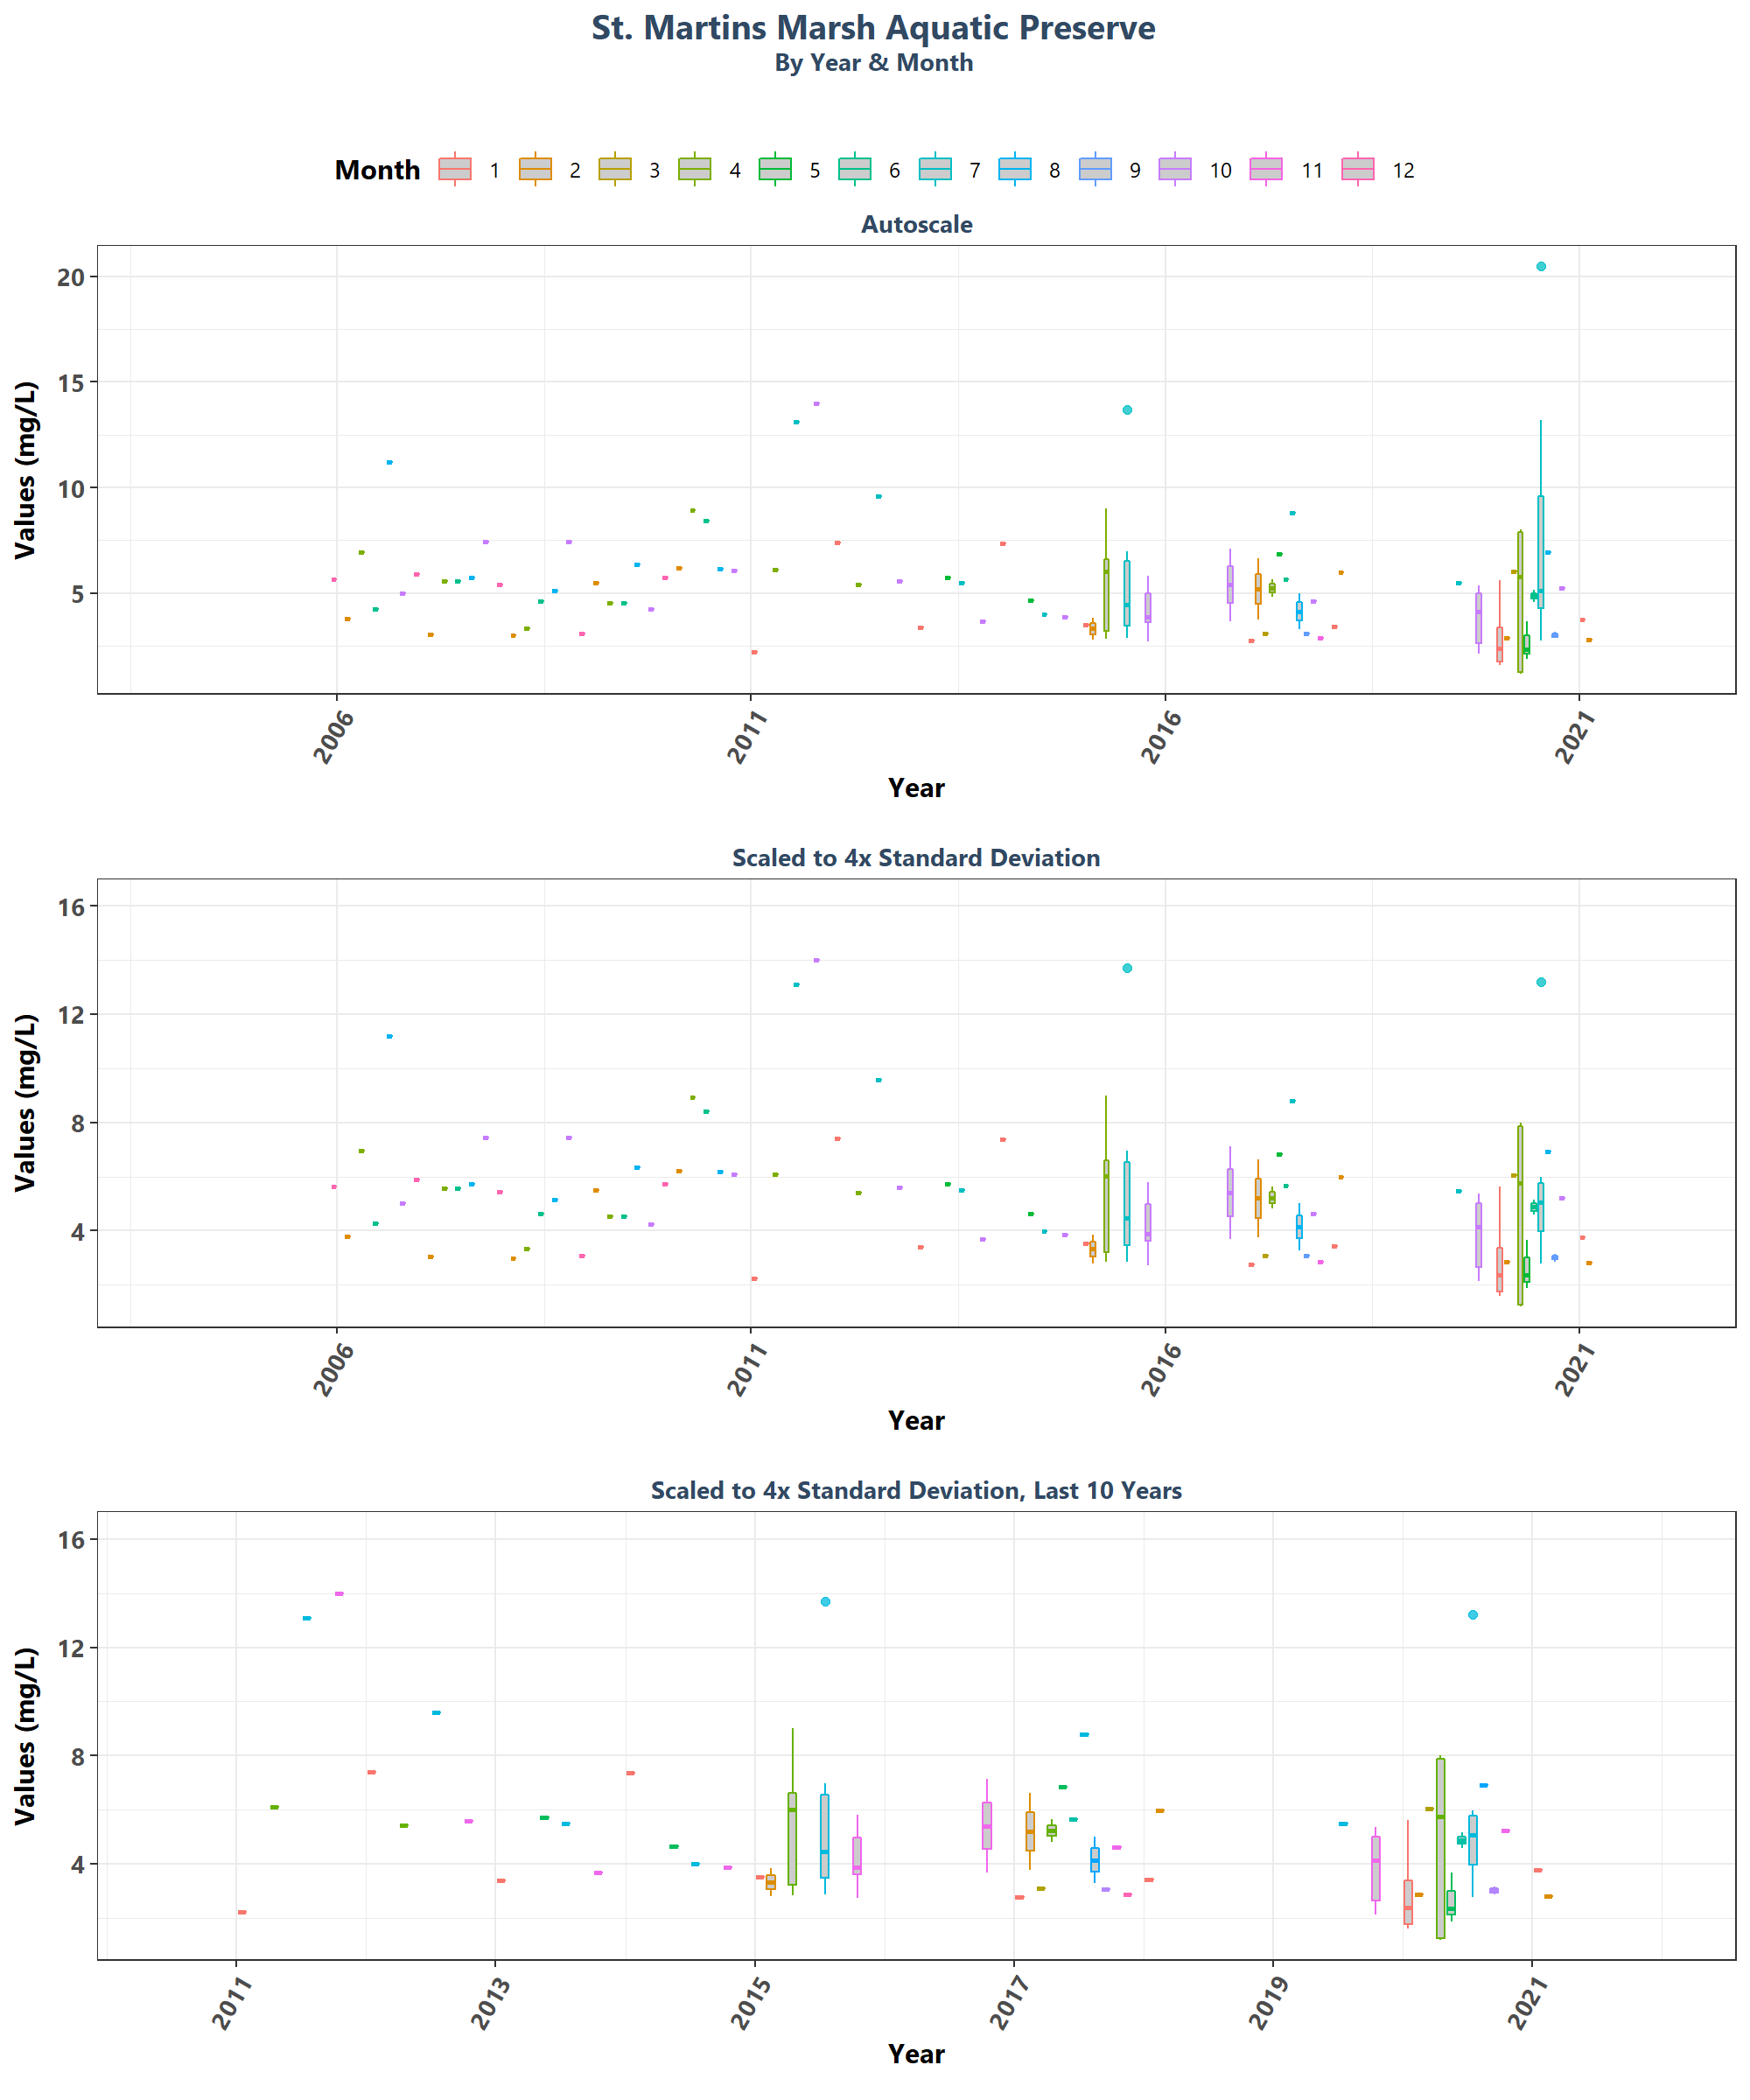 St. Martins Marsh Aquatic Preserve
By Year & Month
Month 1 2 3 4 5 6 7 8 9 10 11 12
Autoscale
Values (mg/L)
20
15
10
5
2006 2011 2016 2021
Year
Scaled to 4x Standard Deviation
Values (mg/L)
16
12
8
4
2006 2011 2016 2021
Year
Scaled to 4x Standard Deviation, Last 10 Years
Values (mg/L)
16
12
8
4
2011 2013 2015 2017 2019 2021
Year